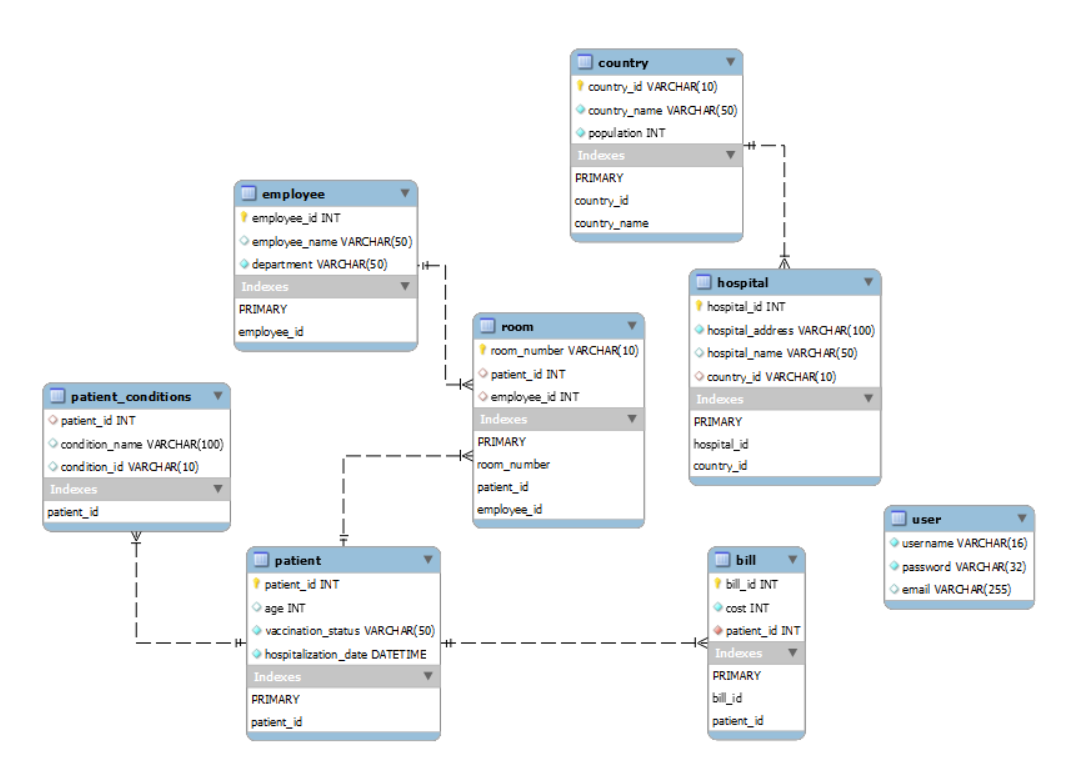 country
country_id VARCHAR(10)
country_name VARCHAR(50)
population INT
Indexes
PRIMARY
country_id
country_name
employee
employee_id INT
employee_name VARCHAR(50)
department VARCHAR(50)
Indexes
PRIMARY
employee_id
hospital
hospital_id INT
hospital_address VARCHAR(100)
hospital_name VARCHAR(50)
country_id VARCHAR(10)
Indexes
PRIMARY
hospital_id
country_id
room
room_number VARCHAR(10)
patient_id INT
employee_id INT
Indexes
PRIMARY
room_number
patient_id
employee_id
patient_conditions
patient_id INT
condition_name VARCHAR(100)
condition_id VARCHAR(10)
Indexes
patient_id
user
username VARCHAR(16)
password VARCHAR(32)
email VARCHAR(255)
patient
patient_id INT
age INT
vaccination_status VARCHAR(50)
hospitalization_date DATETIME
Indexes
PRIMARY
patient_id
bill
bill_id INT
cost INT
patient_id INT
Indexes
PRIMARY
bill_id
patient_id